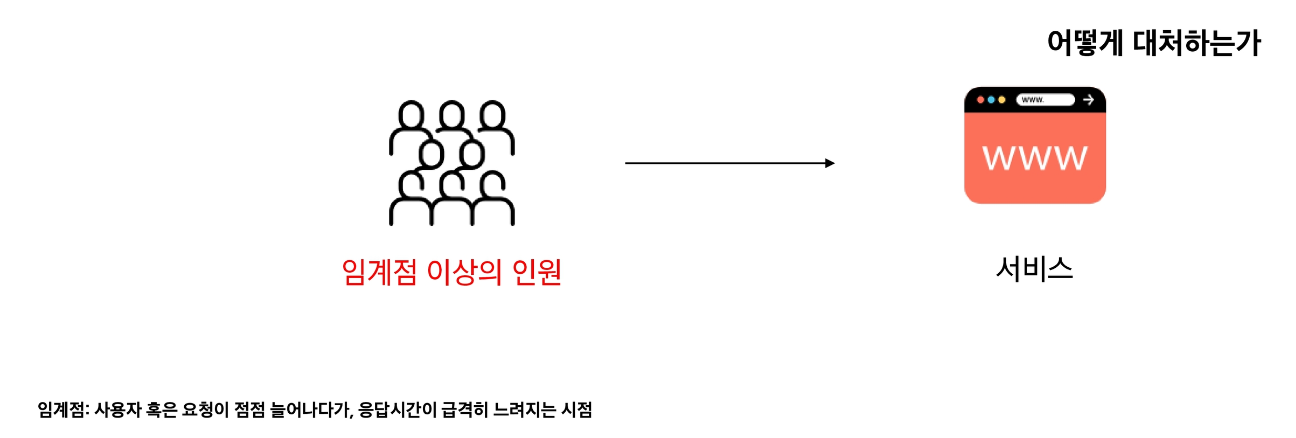 어떻게 대처하는가
www.
www
임계점 이상의 인원
서비스
임계점: 사용자 혹은 요청이 점점 늘어나다가, 응답시간이 급격히 느려지는 시점